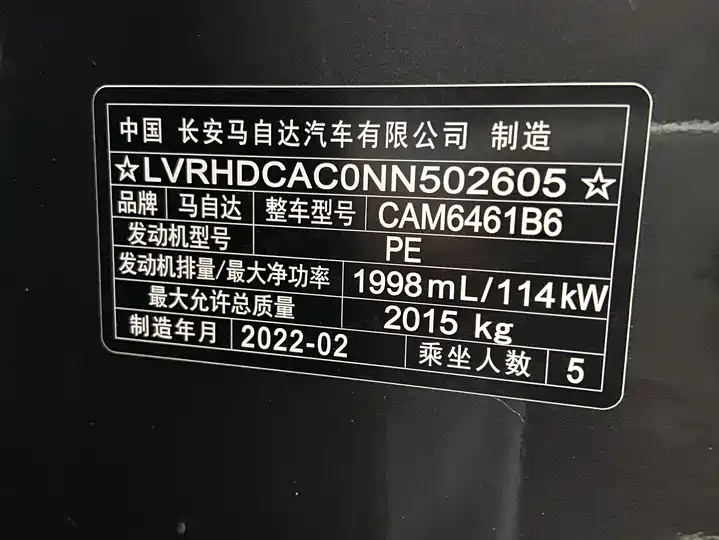 中国 长安马自达汽车有限公司 制造
☆LVRHDCAC0NN502605☆
品牌 马自达 整车型号 CAM6461B6
发动机型号 PE
发动机排量/最大净功率 1998mL/114kW
最大允许总质量 2015 kg
制造年月 2022-02 乘坐人数 5